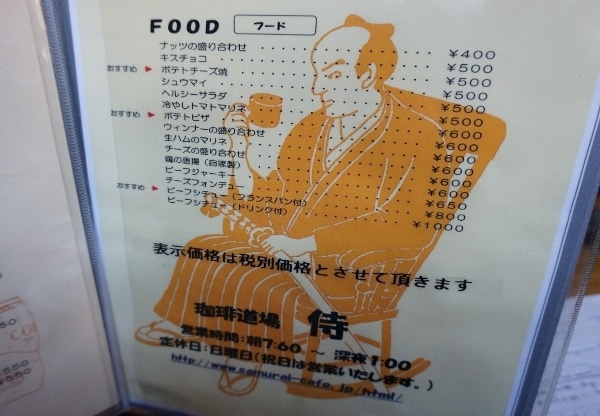 FOOD フード
ナッツの盛り合わせ ¥400
キスチョコ ¥500
おすすめ ▶ ポテトチーズ焼 ¥500
シュウマイ ¥500
ヘルシーサラダ ¥500
冷やしトマトマリネ ¥500
おすすめ ▶ ポテトピザ ¥600
ウィンナーの盛り合わせ ¥600
生ハムのマリネ ¥600
チーズの盛り合わせ ¥600
鶏の唐揚(自家製) ¥600
ビーフジャーキー ¥600
チーズフォンデュー ¥650
おすすめ ▶ ビーフシチュー(フランスパン付) ¥800
ビーフシチュー(ドリンク付) ¥1000
表示価格は税別価格とさせて頂きます
珈琲道場 侍
営業時間:朝7:60 ~ 深夜1:00
定休日:日曜日(祝日は営業いたします。)
http://www.samurai-cafe.jp/html/